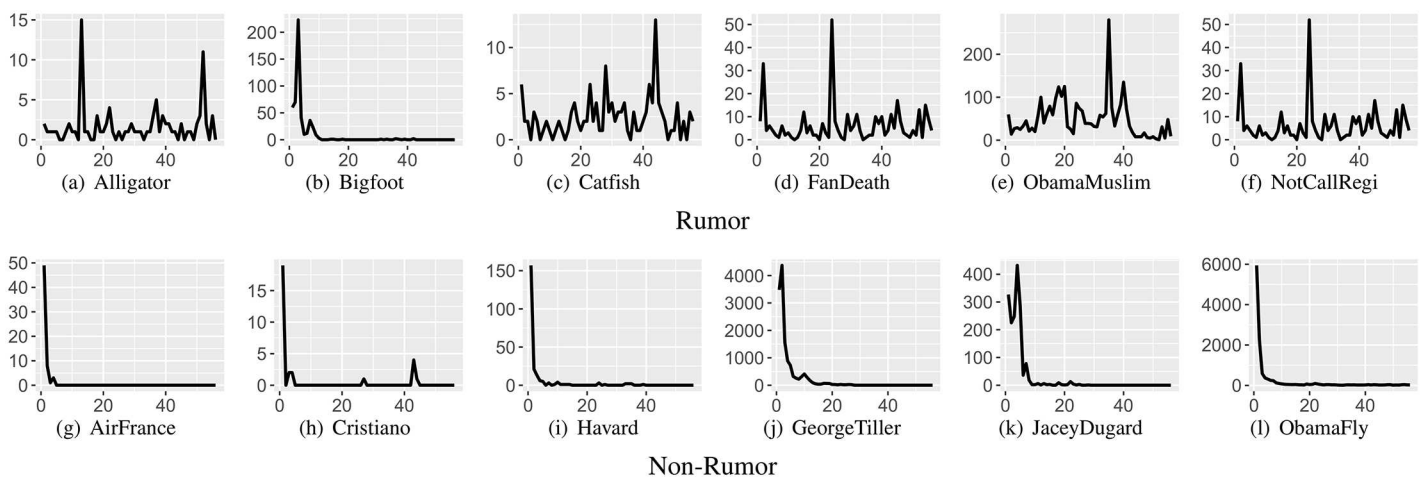 15
10
5
0
0 20 40
(a) Alligator
200
150
100
50
0
0 20 40
(b) Bigfoot
10
5
0
0 20 40
(c) Catfish
50
40
30
20
10
0
0 20 40
(d) FanDeath
200
100
0
0 20 40
(e) ObamaMuslim
50
40
30
20
10
0
0 20 40
(f) NotCallRegi
Rumor
50
40
30
20
10
0
0 20 40
(g) AirFrance
15
10
5
0
0 20 40
(h) Cristiano
150
100
50
0
0 20 40
(i) Havard
4000
3000
2000
1000
0
0 20 40
(j) GeorgeTiller
400
300
200
100
0
0 20 40
(k) JaceyDugard
6000
4000
2000
0
0 20 40
(l) ObamaFly
Non-Rumor